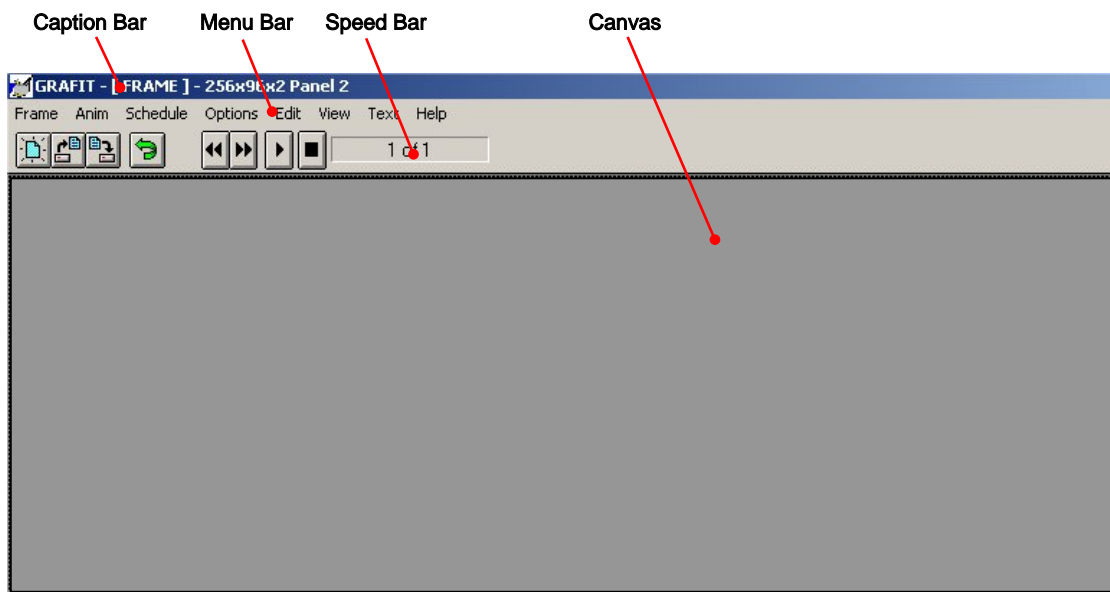 Caption Bar Menu Bar Speed Bar Canvas
GRAFIT - [ FRAME ] - 256x96x2 Panel 2
Frame Anim Schedule Options Edit View Text Help
1 of 1